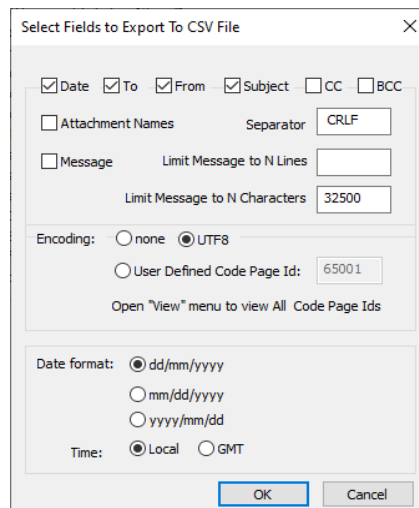 Select Fields to Export To CSV File
Date To From Subject CC BCC
Attachment Names Separator CRLF
Message Limit Message to N Lines
Limit Message to N Characters 32500
Encoding: none UTF8
User Defined Code Page Id: 65001
Open "View" menu to view All Code Page Ids
Date format: dd/mm/yyyy
mm/dd/yyyy
yyyy/mm/dd
Time: Local GMT
OK Cancel